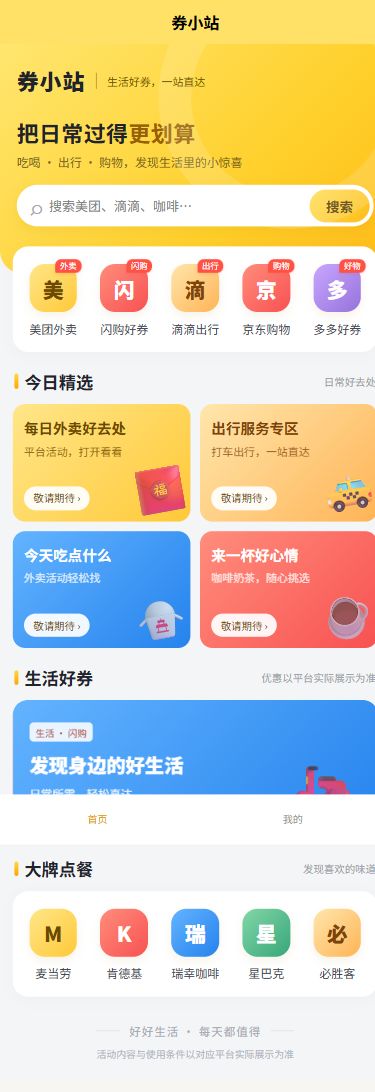 券小站
券小站
生活好券，一站直达
把日常过得更划算
吃喝 · 出行 · 购物，发现生活里的小惊喜
搜索美团、滴滴、咖啡…
搜索
外卖 闪购 出行 购物 好物
美 闪 滴 京 多
美团外卖 闪购好券 滴滴出行 京东购物 多多好券
今日精选 日常好去处
每日外卖好去处
平台活动，打开看看
敬请期待 ›
福
出行服务专区
打车出行，一站直达
敬请期待 ›
今天吃点什么
外卖活动轻松找
敬请期待 ›
来一杯好心情
咖啡奶茶，随心挑选
敬请期待 ›
生活好券 优惠以平台实际展示为准
生活 · 闪购
发现身边的好生活
日常所需，轻松直达
首页 我的
大牌点餐 发现喜欢的味道
M K 瑞 星 必
麦当劳 肯德基 瑞幸咖啡 星巴克 必胜客
好好生活 · 每天都值得
活动内容与使用条件以对应平台实际展示为准